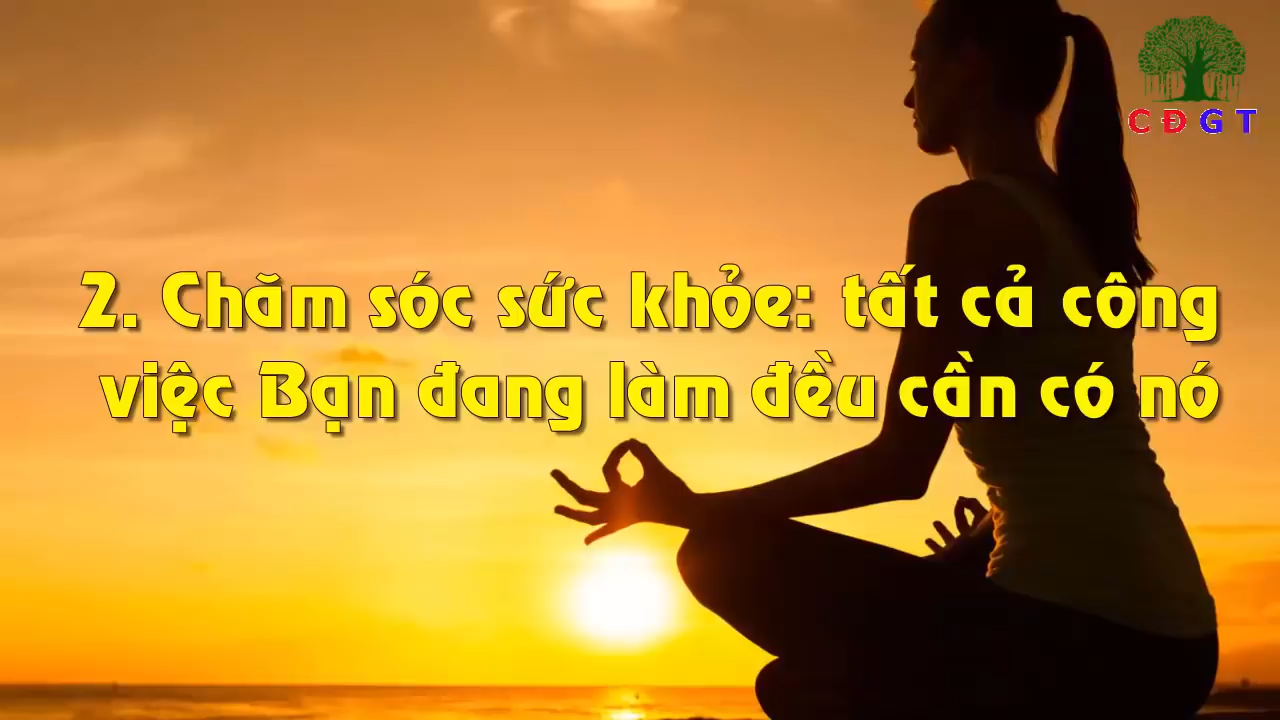 CĐGT
2. Chăm sóc sức khỏe: tất cả công
việc Bạn đang làm đều cần có nó